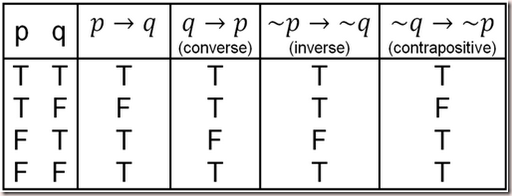 p q p → q q → p ~p → ~q ~q → ~p
(converse) (inverse) (contrapositive)
T T T T T T
T F F T T F
F T T F F T
F F T T T T